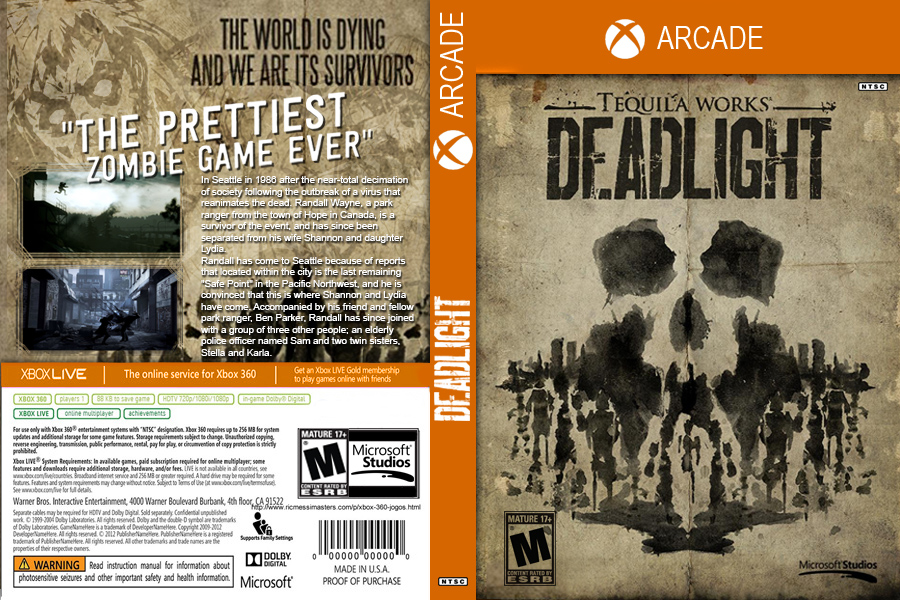 THE WORLD IS DYING
AND WE ARE ITS SURVIVORS
"THE PRETTIEST
ZOMBIE GAME EVER"
In Seattle in 1986 after the near-total decimation
of society following the outbreak of a virus that
reanimates the dead. Randall Wayne, a park
ranger from the town of Hope in Canada, is a
survivor of the event, and has since been
separated from his wife Shannon and daughter
Lydia.
Randall has come to Seattle because of reports
that located within the city is the last remaining
"Safe Point" in the Pacific Northwest, and he is
convinced that this is where Shannon and Lydia
have come. Accompanied by his friend and fellow
park ranger, Ben Parker, Randall has since joined
with a group of three other people; an elderly
police officer named Sam and two twin sisters,
Stella and Karla.
XBOX LIVE
The online service for Xbox 360
Get an Xbox LIVE Gold membership
to play games online with friends
XBOX 360 players 1 88 KB to save game HDTV 720p/1080i/1080p in-game Dolby® Digital
XBOX LIVE online multiplayer achievements
For use only with Xbox 360® entertainment systems with "NTSC" designation. Xbox 360 requires up to 256 MB for system
updates and additional storage for some game features. Storage requirements subject to change. Unauthorized copying,
reverse engineering, transmission, public performance, rental, pay for play, or circumvention of copy protection is strictly
prohibited.
Xbox LIVE® System Requirements: In available games, paid subscription required for online multiplayer; some
features and downloads require additional storage, hardware, and/or fees. LIVE is not available in all countries, see
www.xbox.com/live/countries. Broadband internet service and 256 MB or greater required. A hard drive may be required for some
features. Features and system requirements may change without notice. Subject to Terms of Use (at www.xbox.com/live/termsofuse).
See www.xbox.com/live for full details.
Warner Bros. Interactive Entertainment, 4000 Warner Boulevard Burbank, 4th floor, CA 91522
http://www.ricmessimasters.com/p/xbox-360-jogos.html
Separate cables may be required for HDTV and Dolby Digital. Sold separately. Confidential unpublished
work. © 1999-2004 Dolby Laboratories. All rights reserved. Dolby and the double-D symbol are trademarks
of Dolby Laboratories. GameNameHere is a trademark of DeveloperNameHere. Copyright 2009-2012
DeveloperNameHere. All rights reserved. © 2012 PublisherNameHere. PublisherNameHere is a registered
trademark of PublisherNameHere. All rights reserved. All other trademarks and trade names are the
properties of their respective owners.
WARNING Read instruction manual for information about
photosensitive seizures and other important safety and health information.
MATURE 17+
M
CONTENT RATED BY
ESRB
Microsoft®
Studios
Supports Family Settings
DOLBY
DIGITAL
Microsoft®
0 00000 00000 0
MADE IN U.S.A.
PROOF OF PURCHASE
ARCADE
DEADLIGHT
NTSC
ARCADE
NTSC
TEQUILA WORKS
DEADLIGHT
MATURE 17+
M
CONTENT RATED BY
ESRB
Microsoft Studios